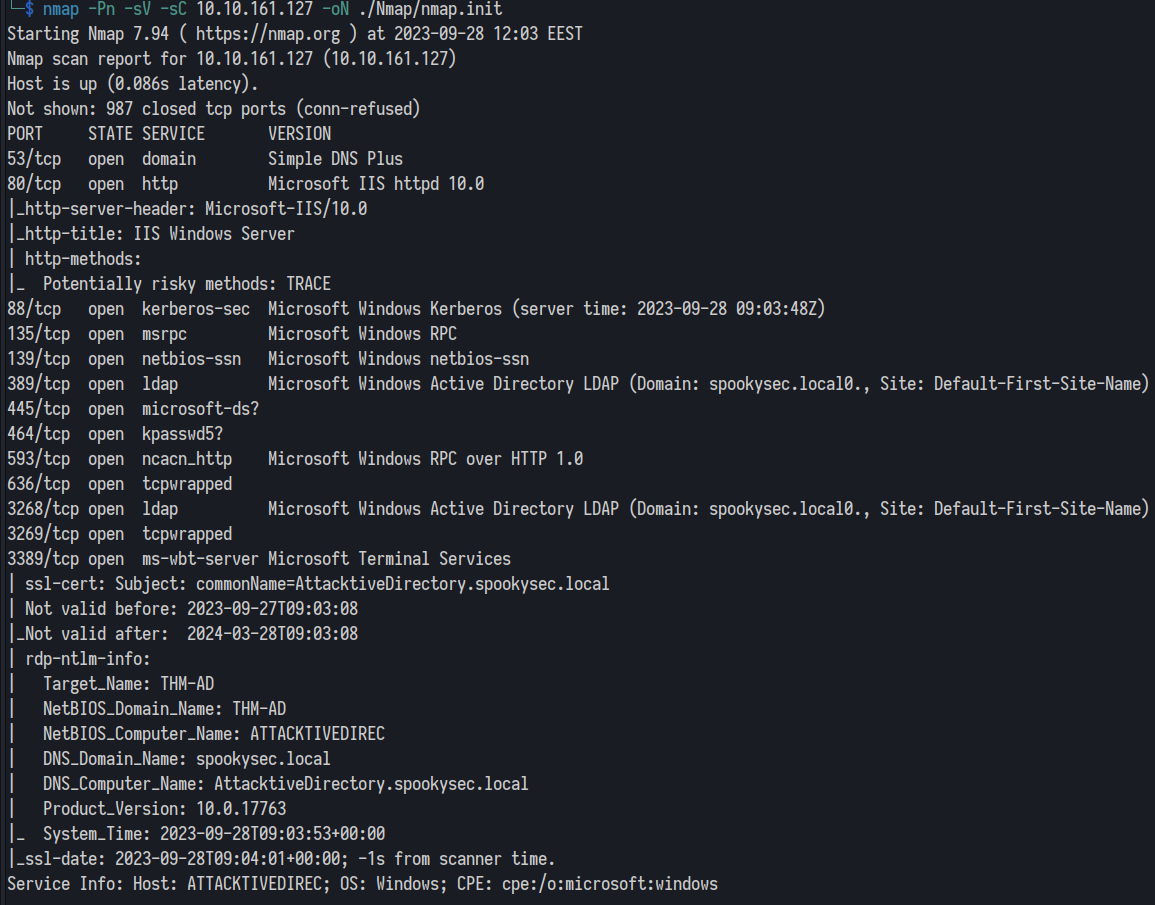 └─$ nmap -Pn -sV -sC 10.10.161.127 -oN ./Nmap/nmap.init
Starting Nmap 7.94 ( https://nmap.org ) at 2023-09-28 12:03 EEST
Nmap scan report for 10.10.161.127 (10.10.161.127)
Host is up (0.086s latency).
Not shown: 987 closed tcp ports (conn-refused)
PORT     STATE SERVICE       VERSION
53/tcp   open  domain        Simple DNS Plus
80/tcp   open  http          Microsoft IIS httpd 10.0
|_http-server-header: Microsoft-IIS/10.0
|_http-title: IIS Windows Server
| http-methods:
|_  Potentially risky methods: TRACE
88/tcp   open  kerberos-sec  Microsoft Windows Kerberos (server time: 2023-09-28 09:03:48Z)
135/tcp  open  msrpc         Microsoft Windows RPC
139/tcp  open  netbios-ssn   Microsoft Windows netbios-ssn
389/tcp  open  ldap          Microsoft Windows Active Directory LDAP (Domain: spookysec.local0., Site: Default-First-Site-Name)
445/tcp  open  microsoft-ds?
464/tcp  open  kpasswd5?
593/tcp  open  ncacn_http    Microsoft Windows RPC over HTTP 1.0
636/tcp  open  tcpwrapped
3268/tcp open  ldap          Microsoft Windows Active Directory LDAP (Domain: spookysec.local0., Site: Default-First-Site-Name)
3269/tcp open  tcpwrapped
3389/tcp open  ms-wbt-server Microsoft Terminal Services
| ssl-cert: Subject: commonName=AttacktiveDirectory.spookysec.local
| Not valid before: 2023-09-27T09:03:08
|_Not valid after:  2024-03-28T09:03:08
| rdp-ntlm-info:
|   Target_Name: THM-AD
|   NetBIOS_Domain_Name: THM-AD
|   NetBIOS_Computer_Name: ATTACKTIVEDIREC
|   DNS_Domain_Name: spookysec.local
|   DNS_Computer_Name: AttacktiveDirectory.spookysec.local
|   Product_Version: 10.0.17763
|_  System_Time: 2023-09-28T09:03:53+00:00
|_ssl-date: 2023-09-28T09:04:01+00:00; -1s from scanner time.
Service Info: Host: ATTACKTIVEDIREC; OS: Windows; CPE: cpe:/o:microsoft:windows